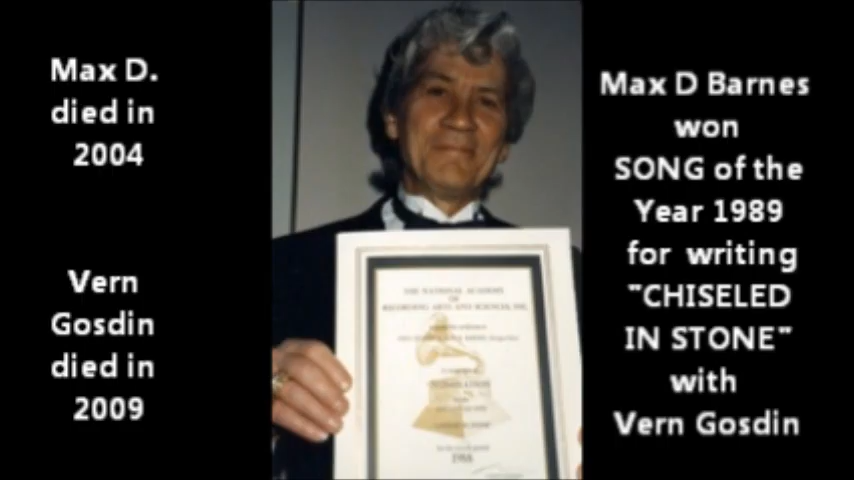 Max D.
died in
2004
Vern
Gosdin
died in
2009
THE NATIONAL ACADEMY
OF
RECORDING ARTS AND SCIENCES, INC.
1988
Max D Barnes
won
SONG of the
Year 1989
for writing
"CHISELED
IN STONE"
with
Vern Gosdin